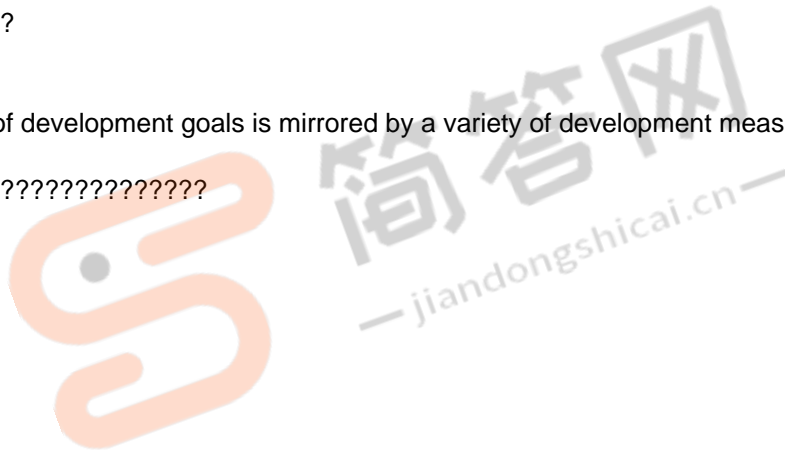 ?
of development goals is mirrored by a variety of development meas
??????????????
简答网
— jiandongshicai.cn —